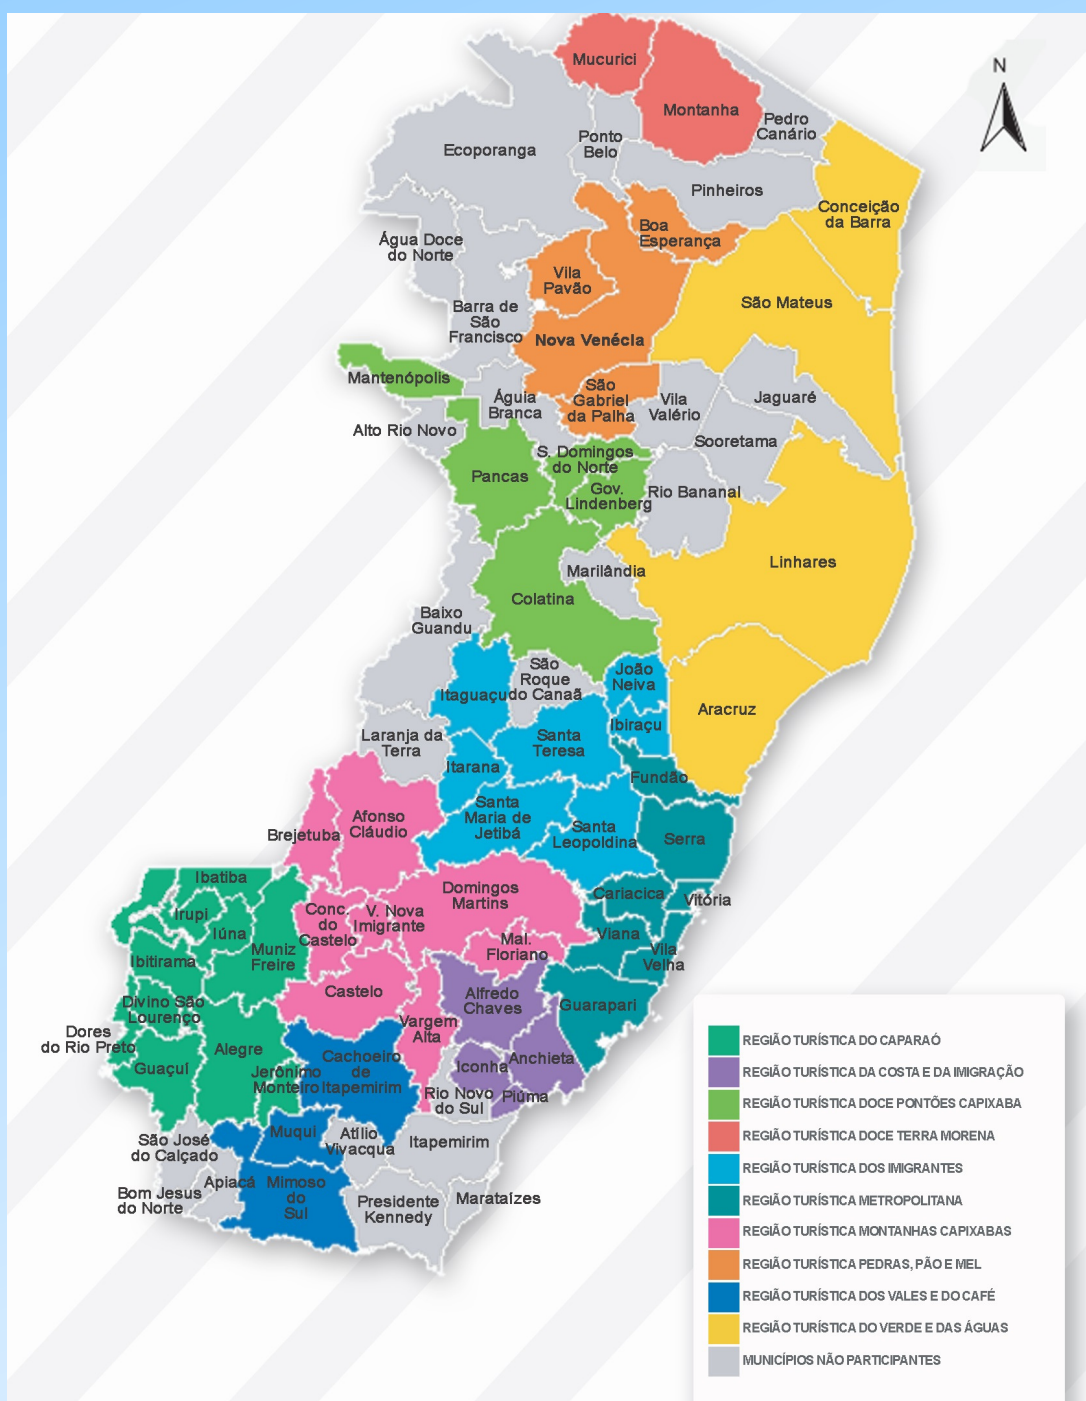 N
Mucurici
Montanha
Pedro
Canário
Ponto
Belo
Ecoporanga
Pinheiros
Conceição
da Barra
Boa
Esperança
Água Doce
do Norte
Vila
Pavão
São Mateus
Barra de
São
Francisco
Nova Venécia
Mantenópolis
São
Gabriel
da Palha
Águia
Branca
Vila
Valério
Jaguaré
Alto Rio Novo
Sooretama
S. Domingos
do Norte
Pancas
Gov.
Lindenberg
Rio Bananal
Linhares
Marilândia
Colatina
Baixo
Guandu
São
Roque
do Canaã
João
Neiva
Itaguaçu
Aracruz
Ibiraçu
Laranja da
Terra
Santa
Teresa
Itarana
Fundão
Santa
Maria de
Jetibá
Afonso
Cláudio
Brejetuba
Santa
Leopoldina
Serra
Ibatiba
Domingos
Martins
Cariacica
Vitória
Irupi
Conc.
do
Castelo
V. Nova
Imigrante
Iúna
Viana
Mal.
Floriano
Muniz
Freire
Vila
Velha
Ibitirama
Castelo
Alfredo
Chaves
Guarapari
Divino São
Lourenço
Vargem
Alta
Dores
do Rio Preto
Alegre
Guaçuí
Cachoeiro
de
Itapemirim
Anchieta
Iconha
Jerônimo
Monteiro
Rio Novo
do Sul
Piúma
Muqui
Atílio
Vivacqua
Itapemirim
São José
do Calçado
Apiacá
Mimoso
do
Sul
Bom Jesus
do Norte
Presidente
Kennedy
Marataízes
REGIÃO TURÍSTICA DO CAPARAÓ
REGIÃO TURÍSTICA DA COSTA E DA IMIGRAÇÃO
REGIÃO TURÍSTICA DOCE PONTÕES CAPIXABA
REGIÃO TURÍSTICA DOCE TERRA MORENA
REGIÃO TURÍSTICA DOS IMIGRANTES
REGIÃO TURÍSTICA METROPOLITANA
REGIÃO TURÍSTICA MONTANHAS CAPIXABAS
REGIÃO TURÍSTICA PEDRAS, PÃO E MEL
REGIÃO TURÍSTICA DOS VALES E DO CAFÉ
REGIÃO TURÍSTICA DO VERDE E DAS ÁGUAS
MUNICÍPIOS NÃO PARTICIPANTES